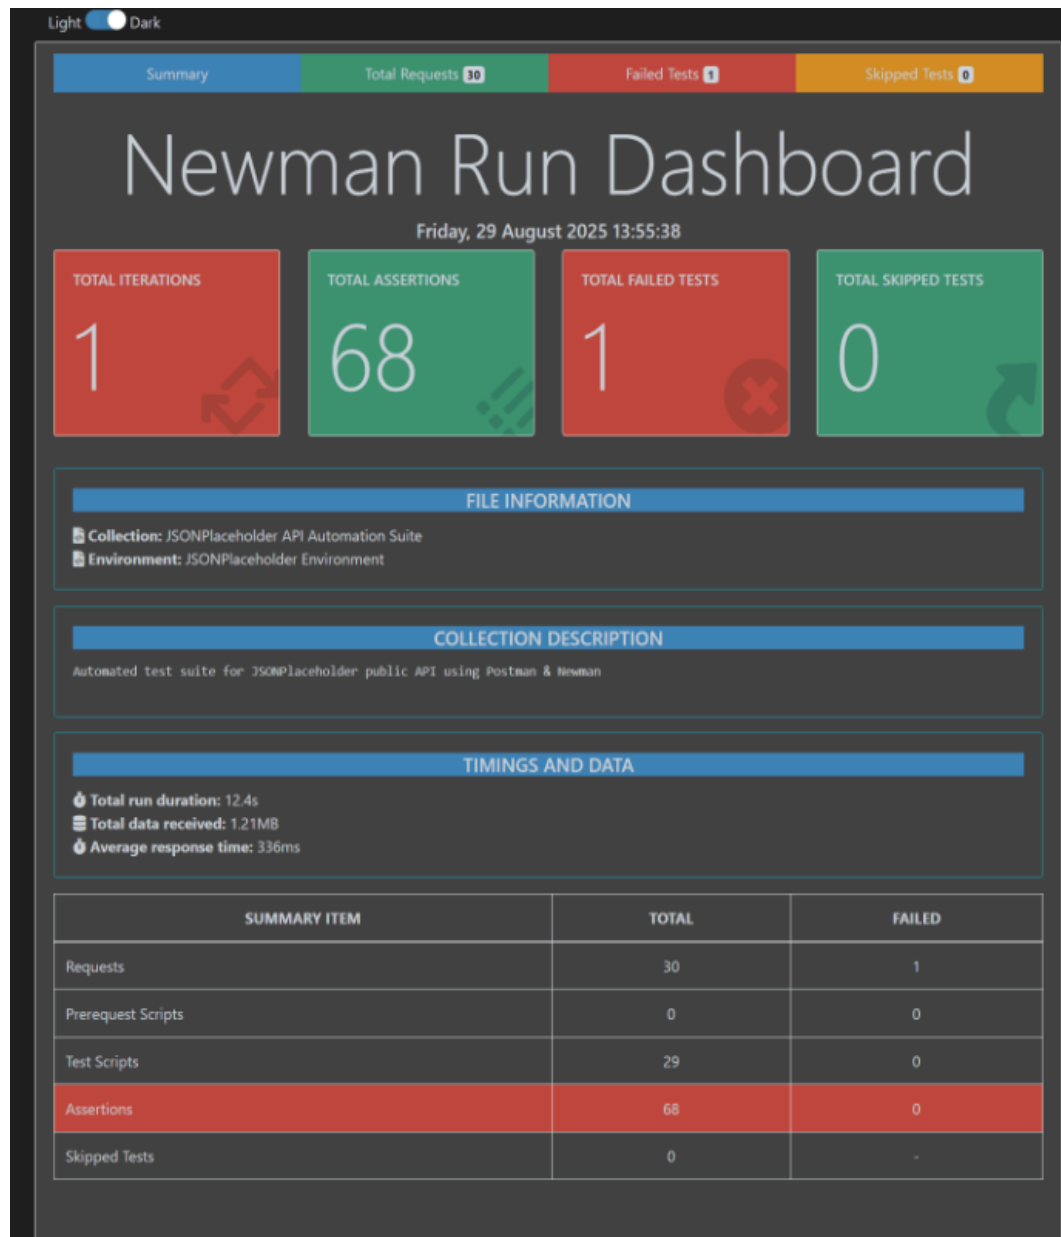 Light Dark
Summary Total Requests 30 Failed Tests 1 Skipped Tests 0
Newman Run Dashboard
Friday, 29 August 2025 13:55:38
TOTAL ITERATIONS TOTAL ASSERTIONS TOTAL FAILED TESTS TOTAL SKIPPED TESTS
1 68 1 0
FILE INFORMATION
Collection: JSONPlaceholder API Automation Suite
Environment: JSONPlaceholder Environment
COLLECTION DESCRIPTION
Automated test suite for JSONPlaceholder public API using Postman & Newman
TIMINGS AND DATA
Total run duration: 12.4s
Total data received: 1.21MB
Average response time: 336ms
SUMMARY ITEM TOTAL FAILED
Requests 30 1
Prerequest Scripts 0 0
Test Scripts 29 0
Assertions 68 0
Skipped Tests 0 -